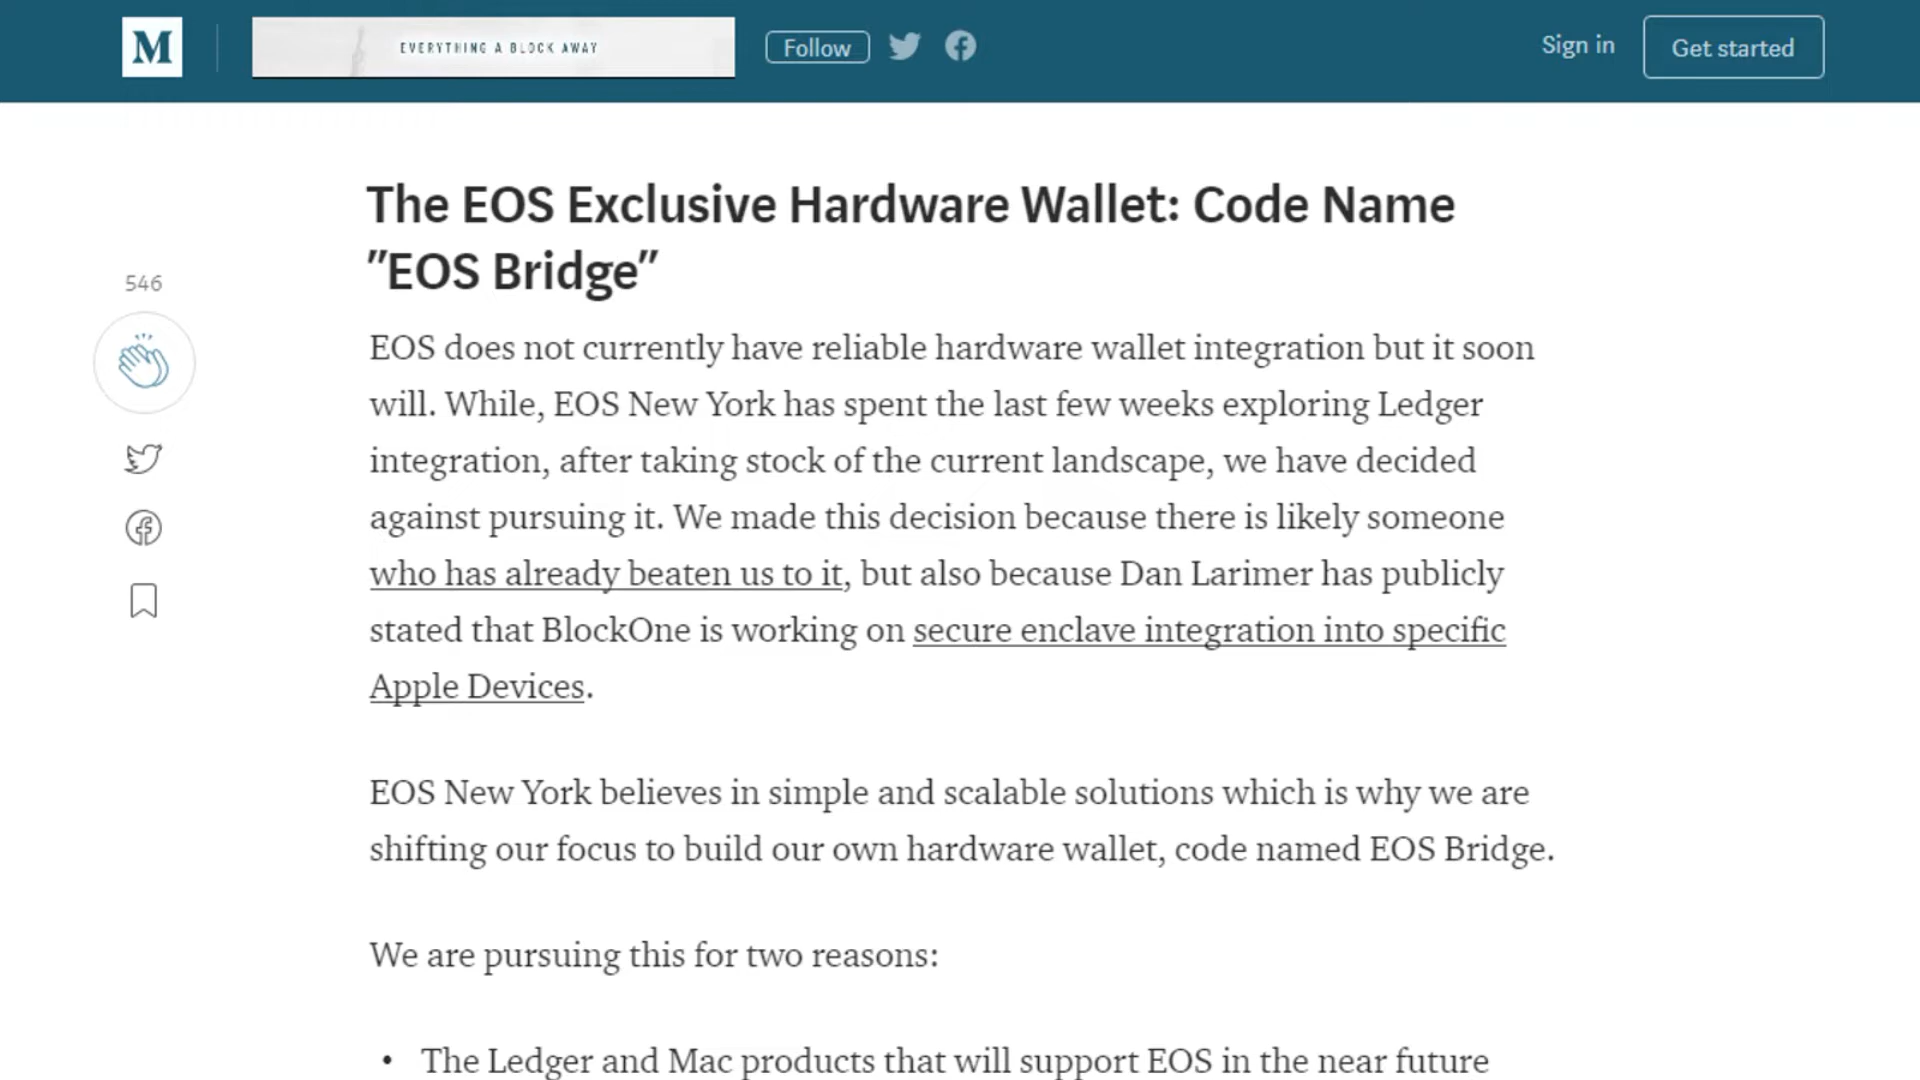 M
EVERYTHING A BLOCK AWAY
Follow
Sign in
Get started
The EOS Exclusive Hardware Wallet: Code Name
"EOS Bridge"
546
EOS does not currently have reliable hardware wallet integration but it soon
will. While, EOS New York has spent the last few weeks exploring Ledger
integration, after taking stock of the current landscape, we have decided
against pursuing it. We made this decision because there is likely someone
who has already beaten us to it, but also because Dan Larimer has publicly
stated that BlockOne is working on secure enclave integration into specific
Apple Devices.
EOS New York believes in simple and scalable solutions which is why we are
shifting our focus to build our own hardware wallet, code named EOS Bridge.
We are pursuing this for two reasons:
• The Ledger and Mac products that will support EOS in the near future